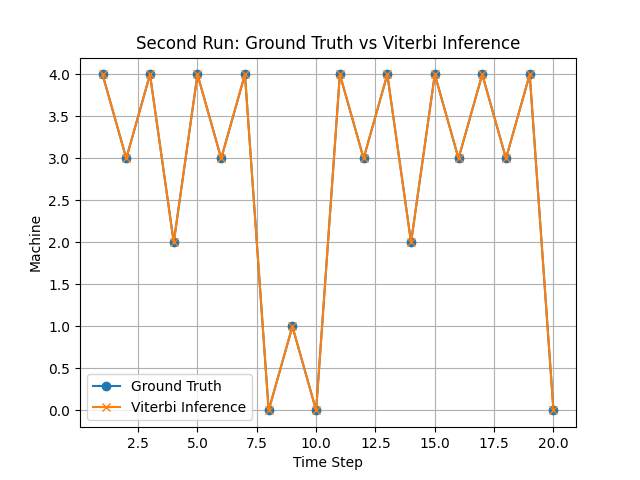 Second Run: Ground Truth vs Viterbi Inference
4.0
3.5
3.0
2.5
2.0
1.5
1.0
0.5
0.0
Machine
Ground Truth
Viterbi Inference
2.5 5.0 7.5 10.0 12.5 15.0 17.5 20.0
Time Step